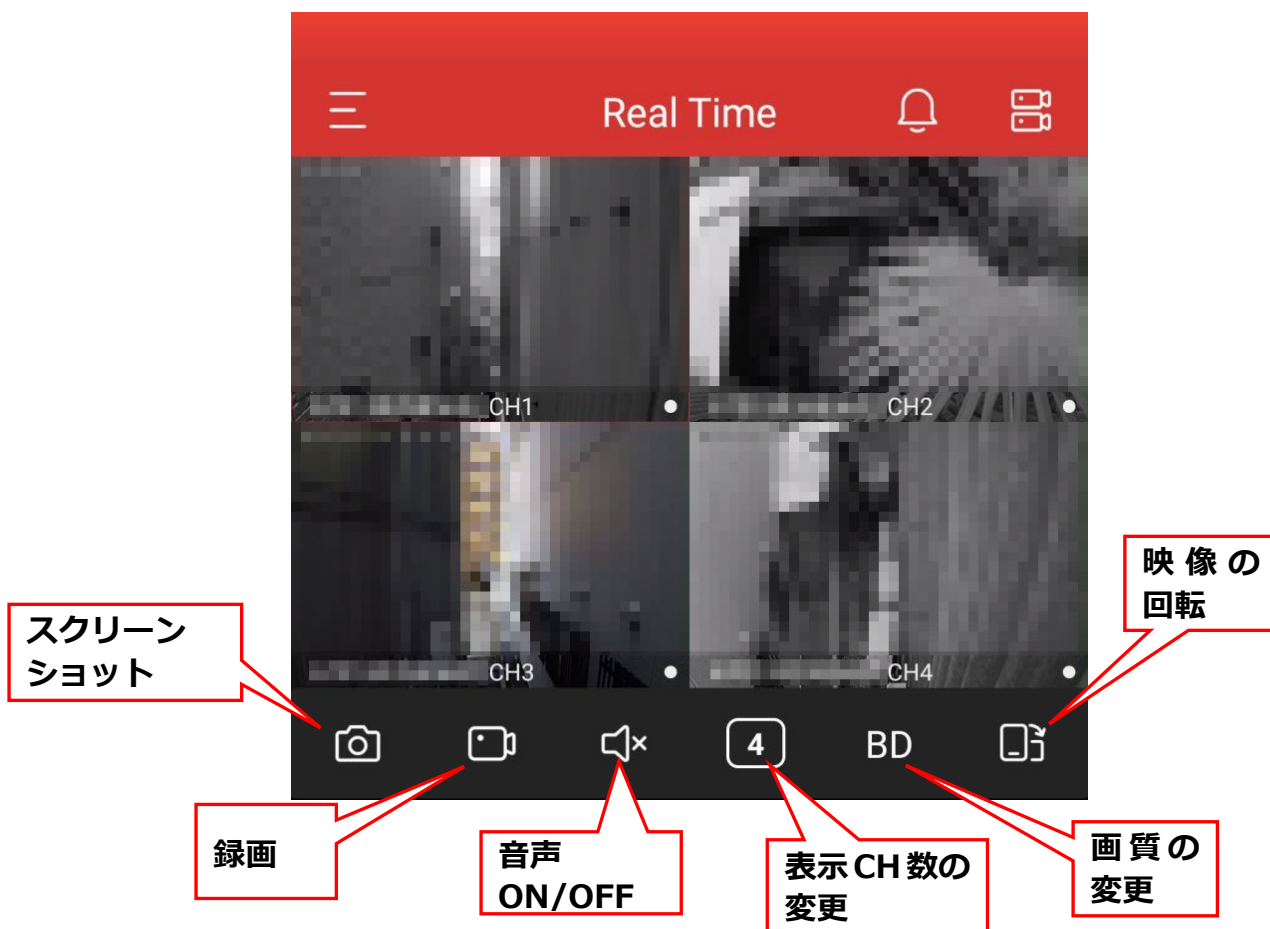 Real Time
CH1
CH2
CH3
CH4
映像の
回転
スクリーン
ショット
4
BD
録画
音声
ON/OFF
表示CH数の
変更
画質の
変更